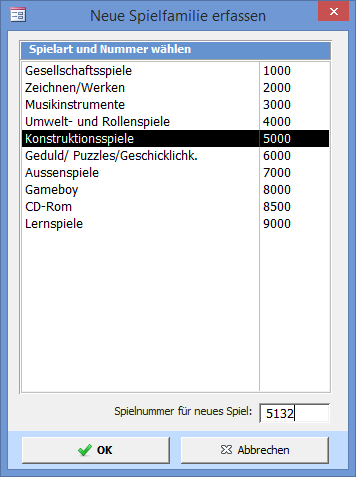 Neue Spielfamilie erfassen
Spielart und Nummer wählen
Gesellschaftsspiele 1000
Zeichnen/Werken 2000
Musikinstrumente 3000
Umwelt- und Rollenspiele 4000
Konstruktionsspiele 5000
Geduld/ Puzzles/Geschicklichk. 6000
Aussenspiele 7000
Gameboy 8000
CD-Rom 8500
Lernspiele 9000
Spielnummer für neues Spiel: 5132
OK Abbrechen